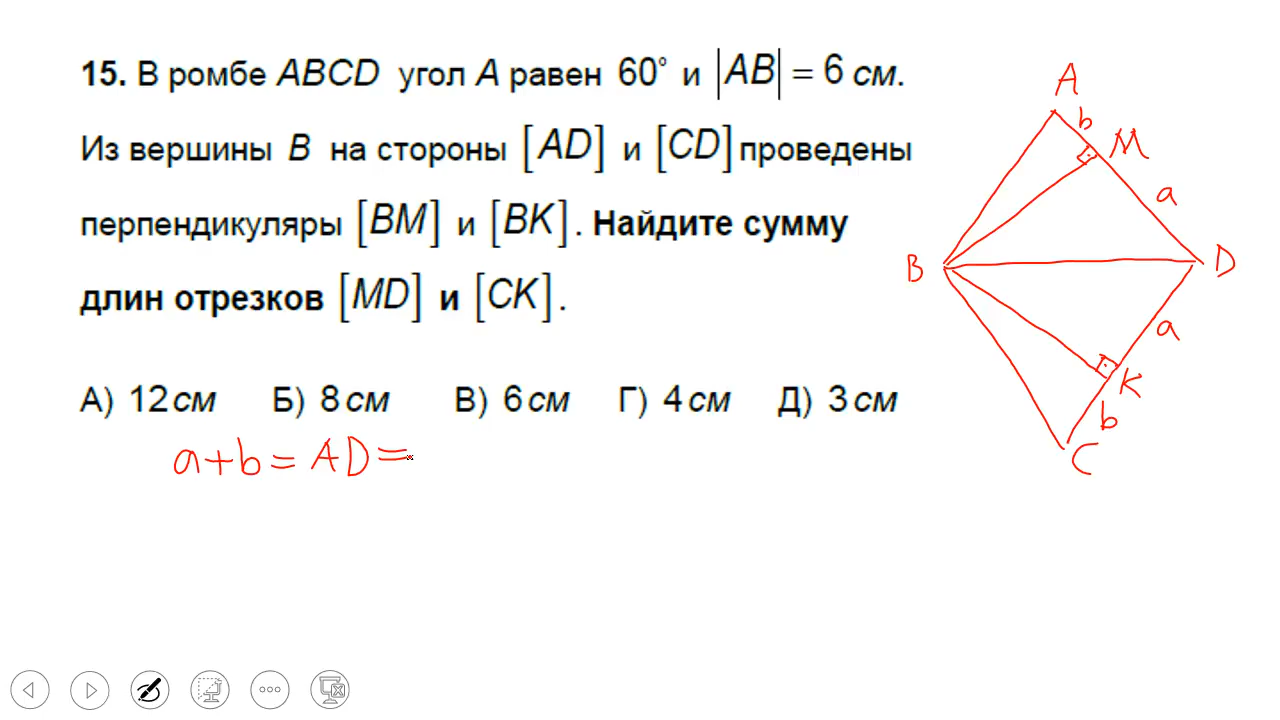 15. В ромбе ABCD угол A равен 60° и |AB| = 6 см.
Из вершины B на стороны [AD] и [CD] проведены
перпендикуляры [BM] и [BK]. Найдите сумму
длин отрезков [MD] и [CK].
А) 12 см Б) 8 см В) 6 см Г) 4 см Д) 3 см
a+b=AD=
A
b
M
a
B
D
a
K
b
C